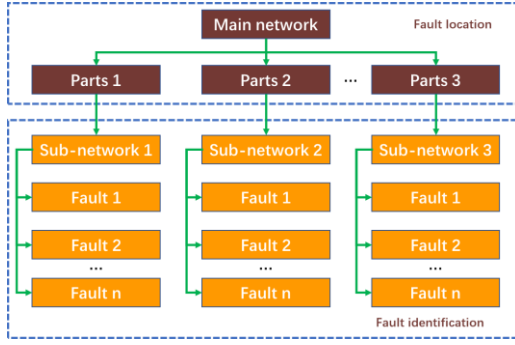 Main network
Fault location
Parts 1 Parts 2 ... Parts 3
Sub-network 1 Sub-network 2 Sub-network 3
Fault 1 Fault 1 Fault 1
Fault 2 Fault 2 Fault 2
... ... ...
Fault n Fault n Fault n
Fault identification